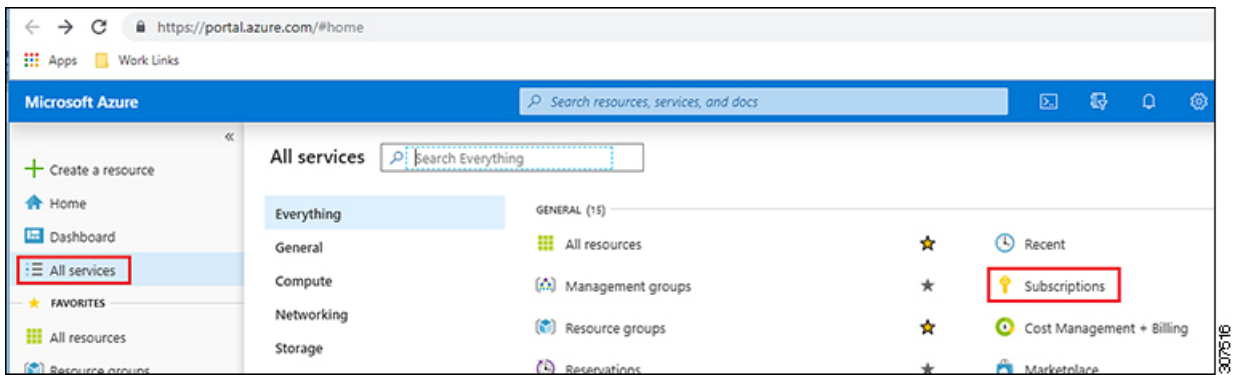 https://portal.azure.com/#home
Apps Work Links
Microsoft Azure
Search resources, services, and docs
«
Create a resource
Home
Dashboard
All services
FAVORITES
All resources
Resource groups
All services
Search Everything
Everything
General
Compute
Networking
Storage
GENERAL (15)
All resources
Recent
Management groups
Subscriptions
Resource groups
Cost Management + Billing
Reservations
Marketplace
307516